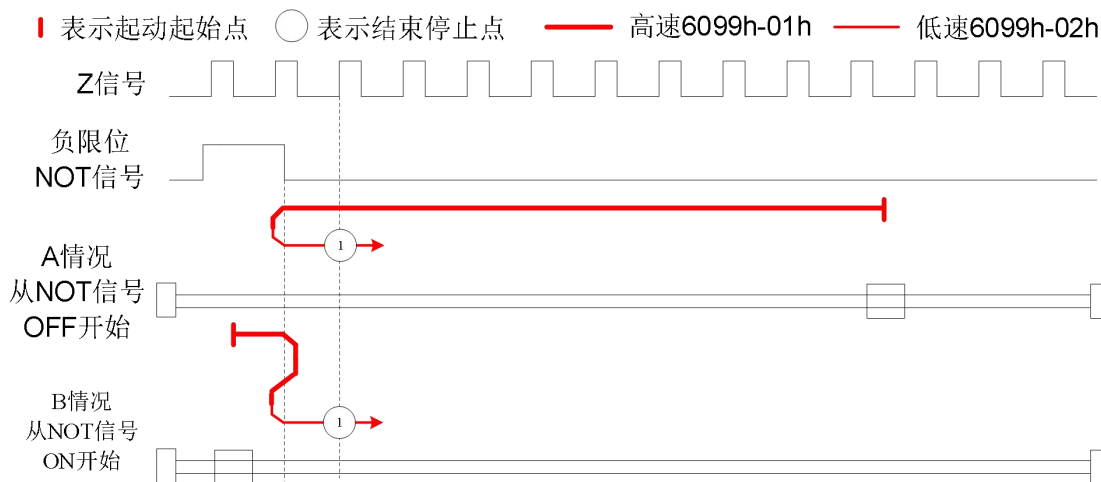 表示起动起始点 表示结束停止点 高速6099h-01h 低速6099h-02h
Z信号
负限位
NOT信号
1
A情况
从NOT信号
OFF开始
1
B情况
从NOT信号
ON开始